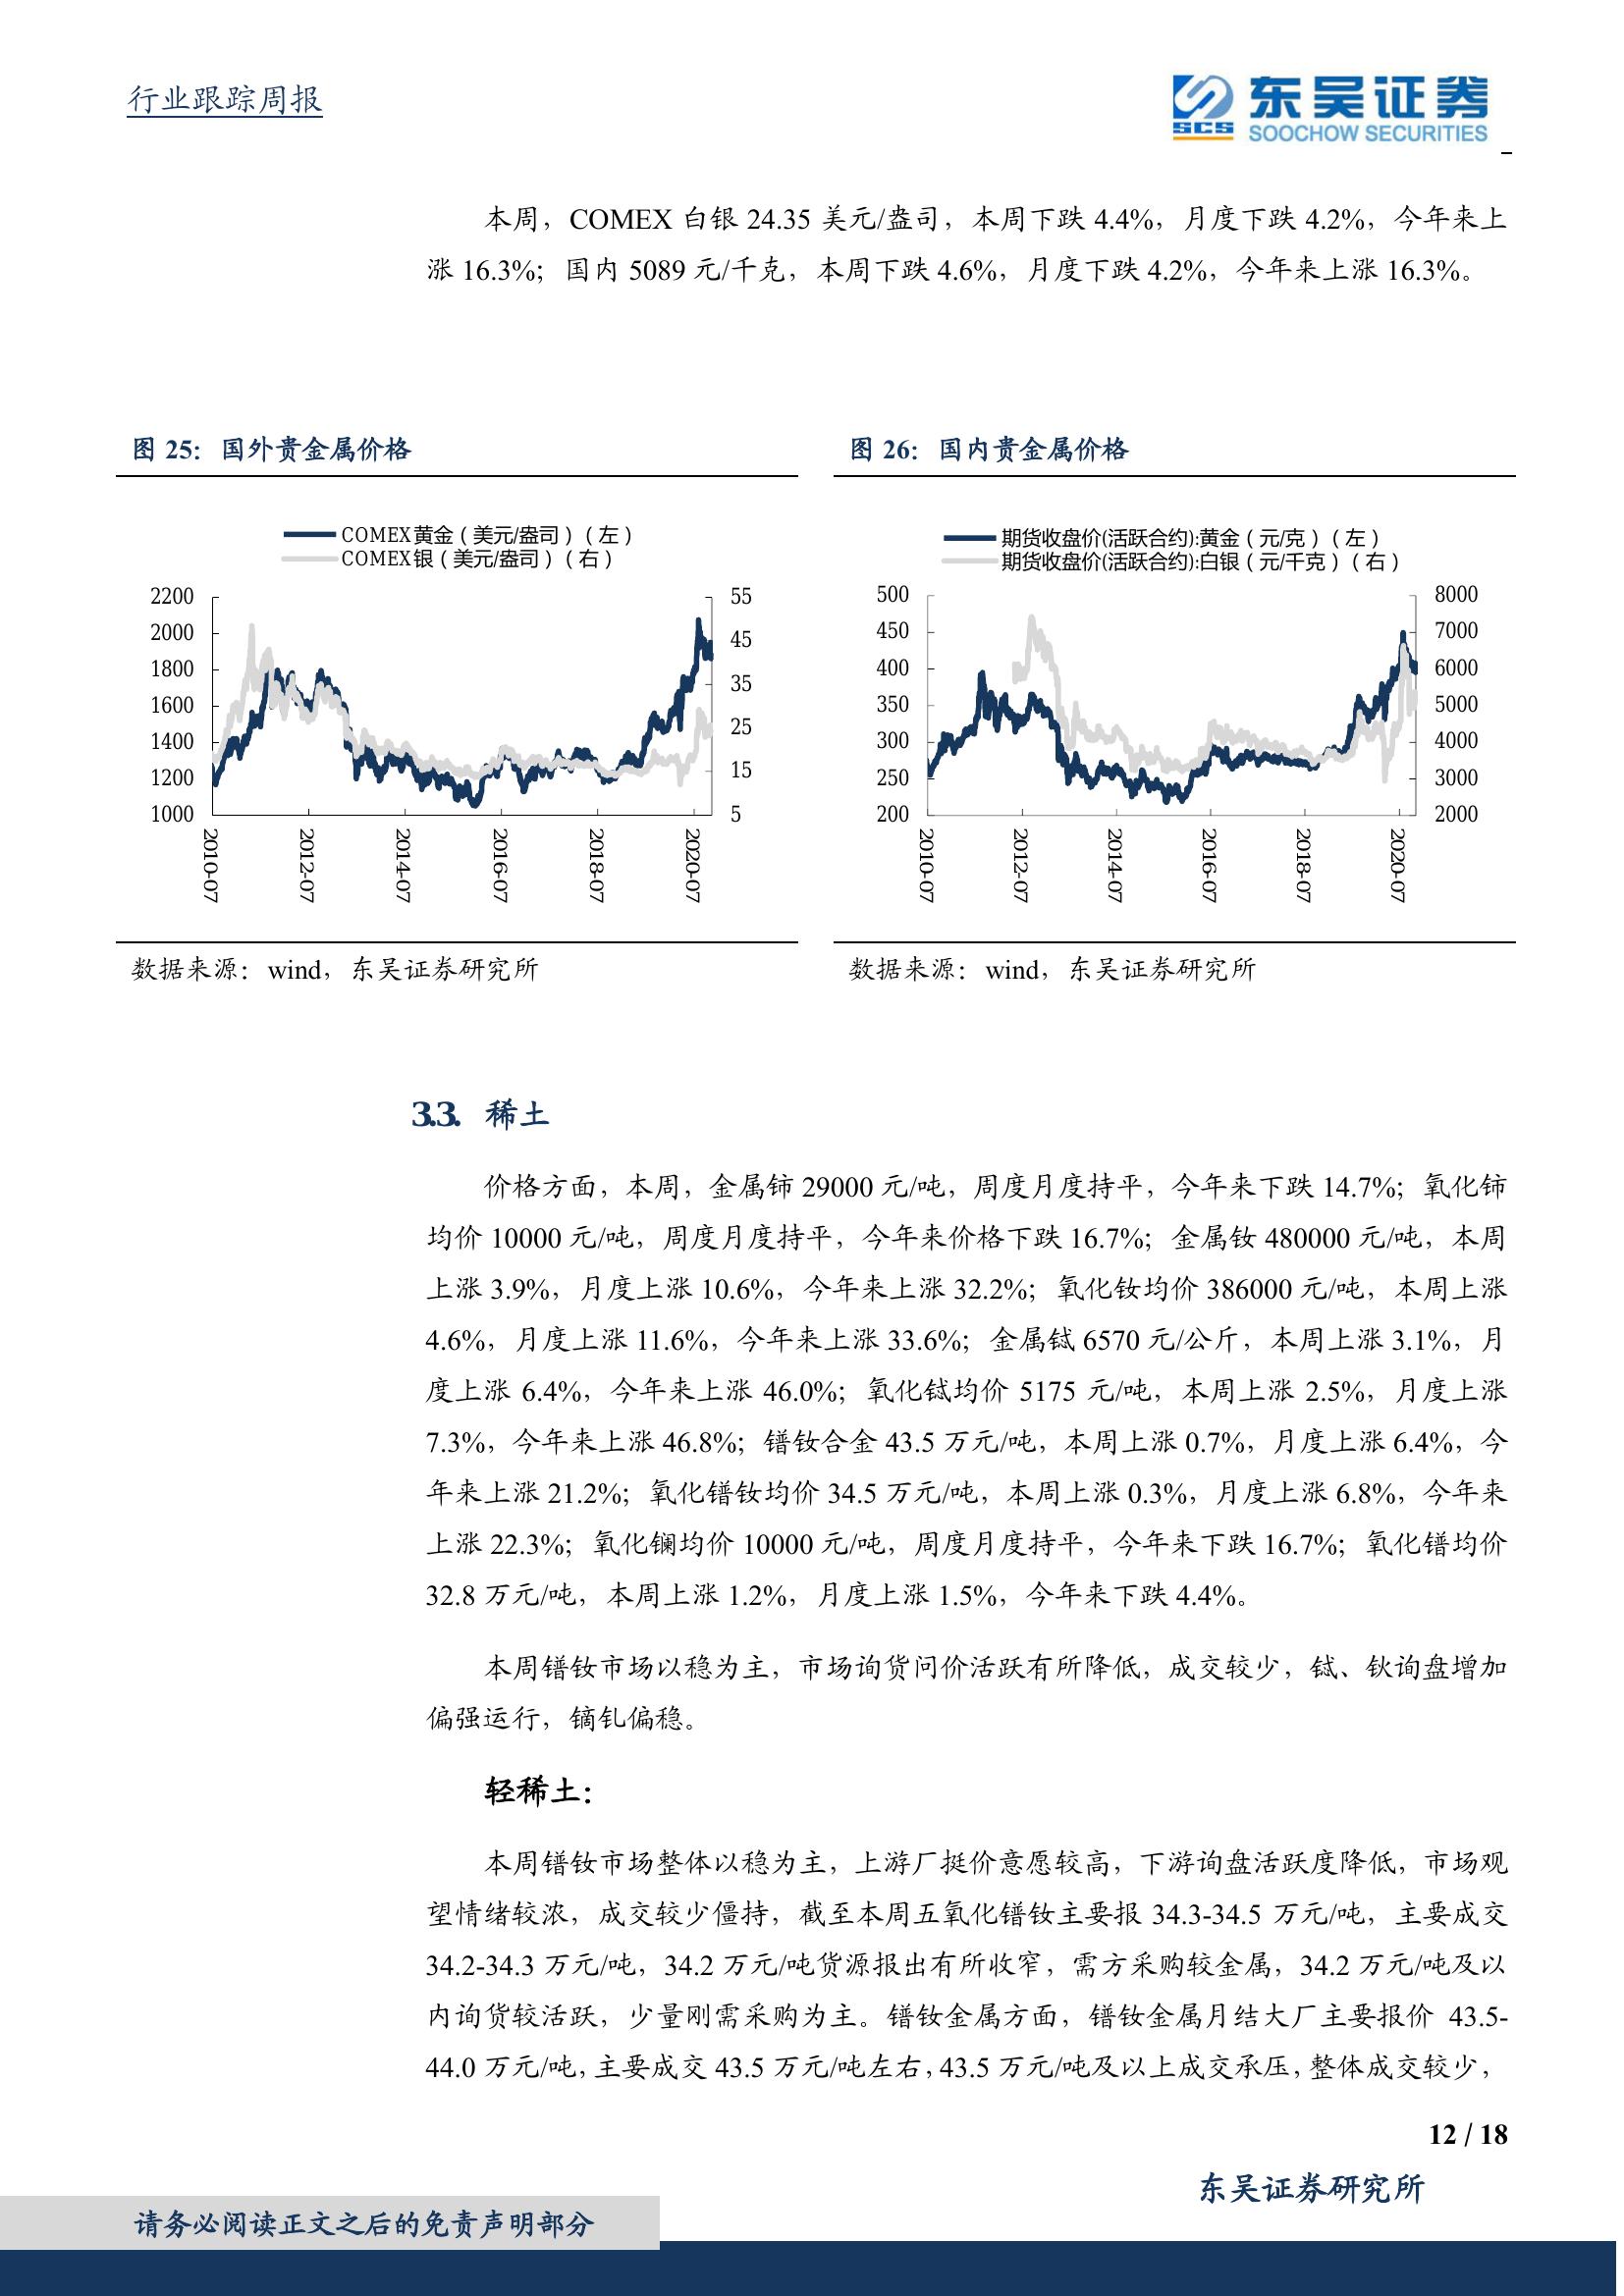 行业跟踪周报
东吴证券
SCS
SOOCHOW SECURITIES
本周，COMEX 白银 24.35 美元/盎司，本周下跌 4.4%，月度下跌 4.2%，今年来上
涨 16.3%；国内 5089 元/千克，本周下跌 4.6%，月度下跌 4.2%，今年来上涨 16.3%。
图 25：国外贵金属价格
COMEX黄金（美元/盎司）（左）
COMEX银（美元/盎司）（右）
2200
2000
1800
1600
1400
1200
1000
55
45
35
25
15
5
2010-07
2012-07
2014-07
2016-07
2018-07
2020-07
数据来源：wind，东吴证券研究所
图 26：国内贵金属价格
期货收盘价(活跃合约):黄金（元/克）（左）
期货收盘价(活跃合约):白银（元/千克）（右）
500
450
400
350
300
250
200
8000
7000
6000
5000
4000
3000
2000
2010-07
2012-07
2014-07
2016-07
2018-07
2020-07
数据来源：wind，东吴证券研究所
3.3. 稀土
价格方面，本周，金属铈 29000 元/吨，周度月度持平，今年来下跌 14.7%；氧化铈
均价 10000 元/吨，周度月度持平，今年来价格下跌 16.7%；金属钕 480000 元/吨，本周
上涨 3.9%，月度上涨 10.6%，今年来上涨 32.2%；氧化钕均价 386000 元/吨，本周上涨
4.6%，月度上涨 11.6%，今年来上涨 33.6%；金属铽 6570 元/公斤，本周上涨 3.1%，月
度上涨 6.4%，今年来上涨 46.0%；氧化铽均价 5175 元/吨，本周上涨 2.5%，月度上涨
7.3%，今年来上涨 46.8%；镨钕合金 43.5 万元/吨，本周上涨 0.7%，月度上涨 6.4%，今
年来上涨 21.2%；氧化镨钕均价 34.5 万元/吨，本周上涨 0.3%，月度上涨 6.8%，今年来
上涨 22.3%；氧化镧均价 10000 元/吨，周度月度持平，今年来下跌 16.7%；氧化镨均价
32.8 万元/吨，本周上涨 1.2%，月度上涨 1.5%，今年来下跌 4.4%。
本周镨钕市场以稳为主，市场询货问价活跃有所降低，成交较少，铽、钬询盘增加
偏强运行，镝钆偏稳。
轻稀土：
本周镨钕市场整体以稳为主，上游厂挺价意愿较高，下游询盘活跃度降低，市场观
望情绪较浓，成交较少僵持，截至本周五氧化镨钕主要报 34.3-34.5 万元/吨，主要成交
34.2-34.3 万元/吨，34.2 万元/吨货源报出有所收窄，需方采购较金属，34.2 万元/吨及以
内询货较活跃，少量刚需采购为主。镨钕金属方面，镨钕金属月结大厂主要报价 43.5-
44.0 万元/吨，主要成交 43.5 万元/吨左右，43.5 万元/吨及以上成交承压，整体成交较少，
12 / 18
东吴证券研究所
请务必阅读正文之后的免责声明部分